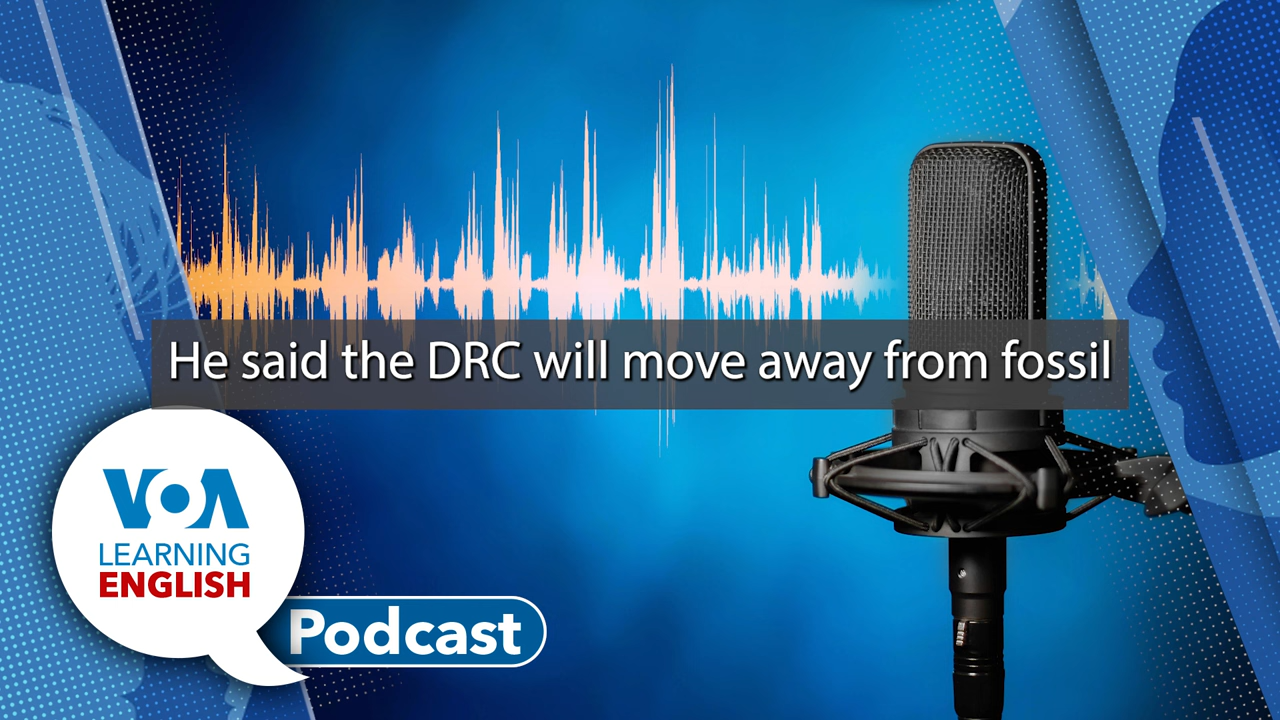 He said the DRC will move away from fossil
VOA
LEARNING
ENGLISH
Podcast